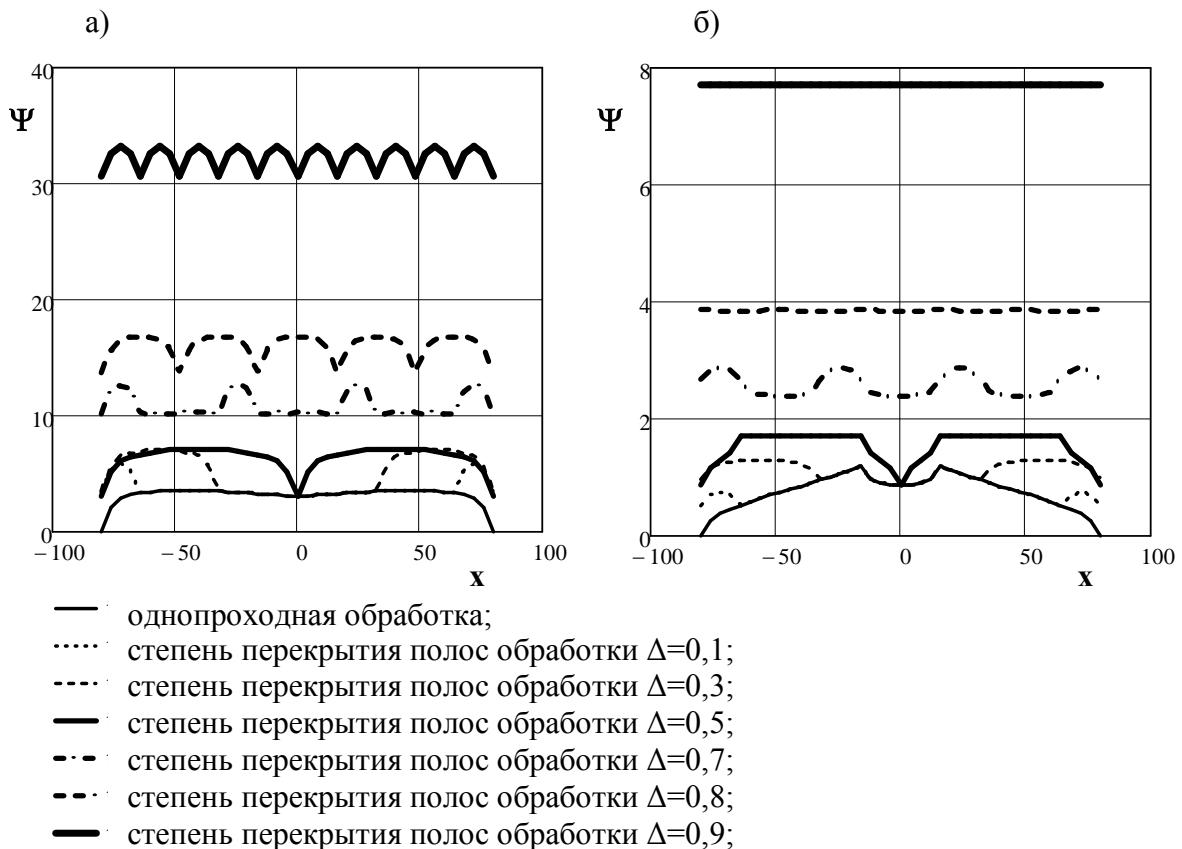 а)
б)
40
Ψ
30
20
10
0
−100
−50
0
50
100
x
8
Ψ
6
4
2
0
−100
−50
0
50
100
x
однопроходная обработка;
степень перекрытия полос обработки Δ=0,1;
степень перекрытия полос обработки Δ=0,3;
степень перекрытия полос обработки Δ=0,5;
степень перекрытия полос обработки Δ=0,7;
степень перекрытия полос обработки Δ=0,8;
степень перекрытия полос обработки Δ=0,9;